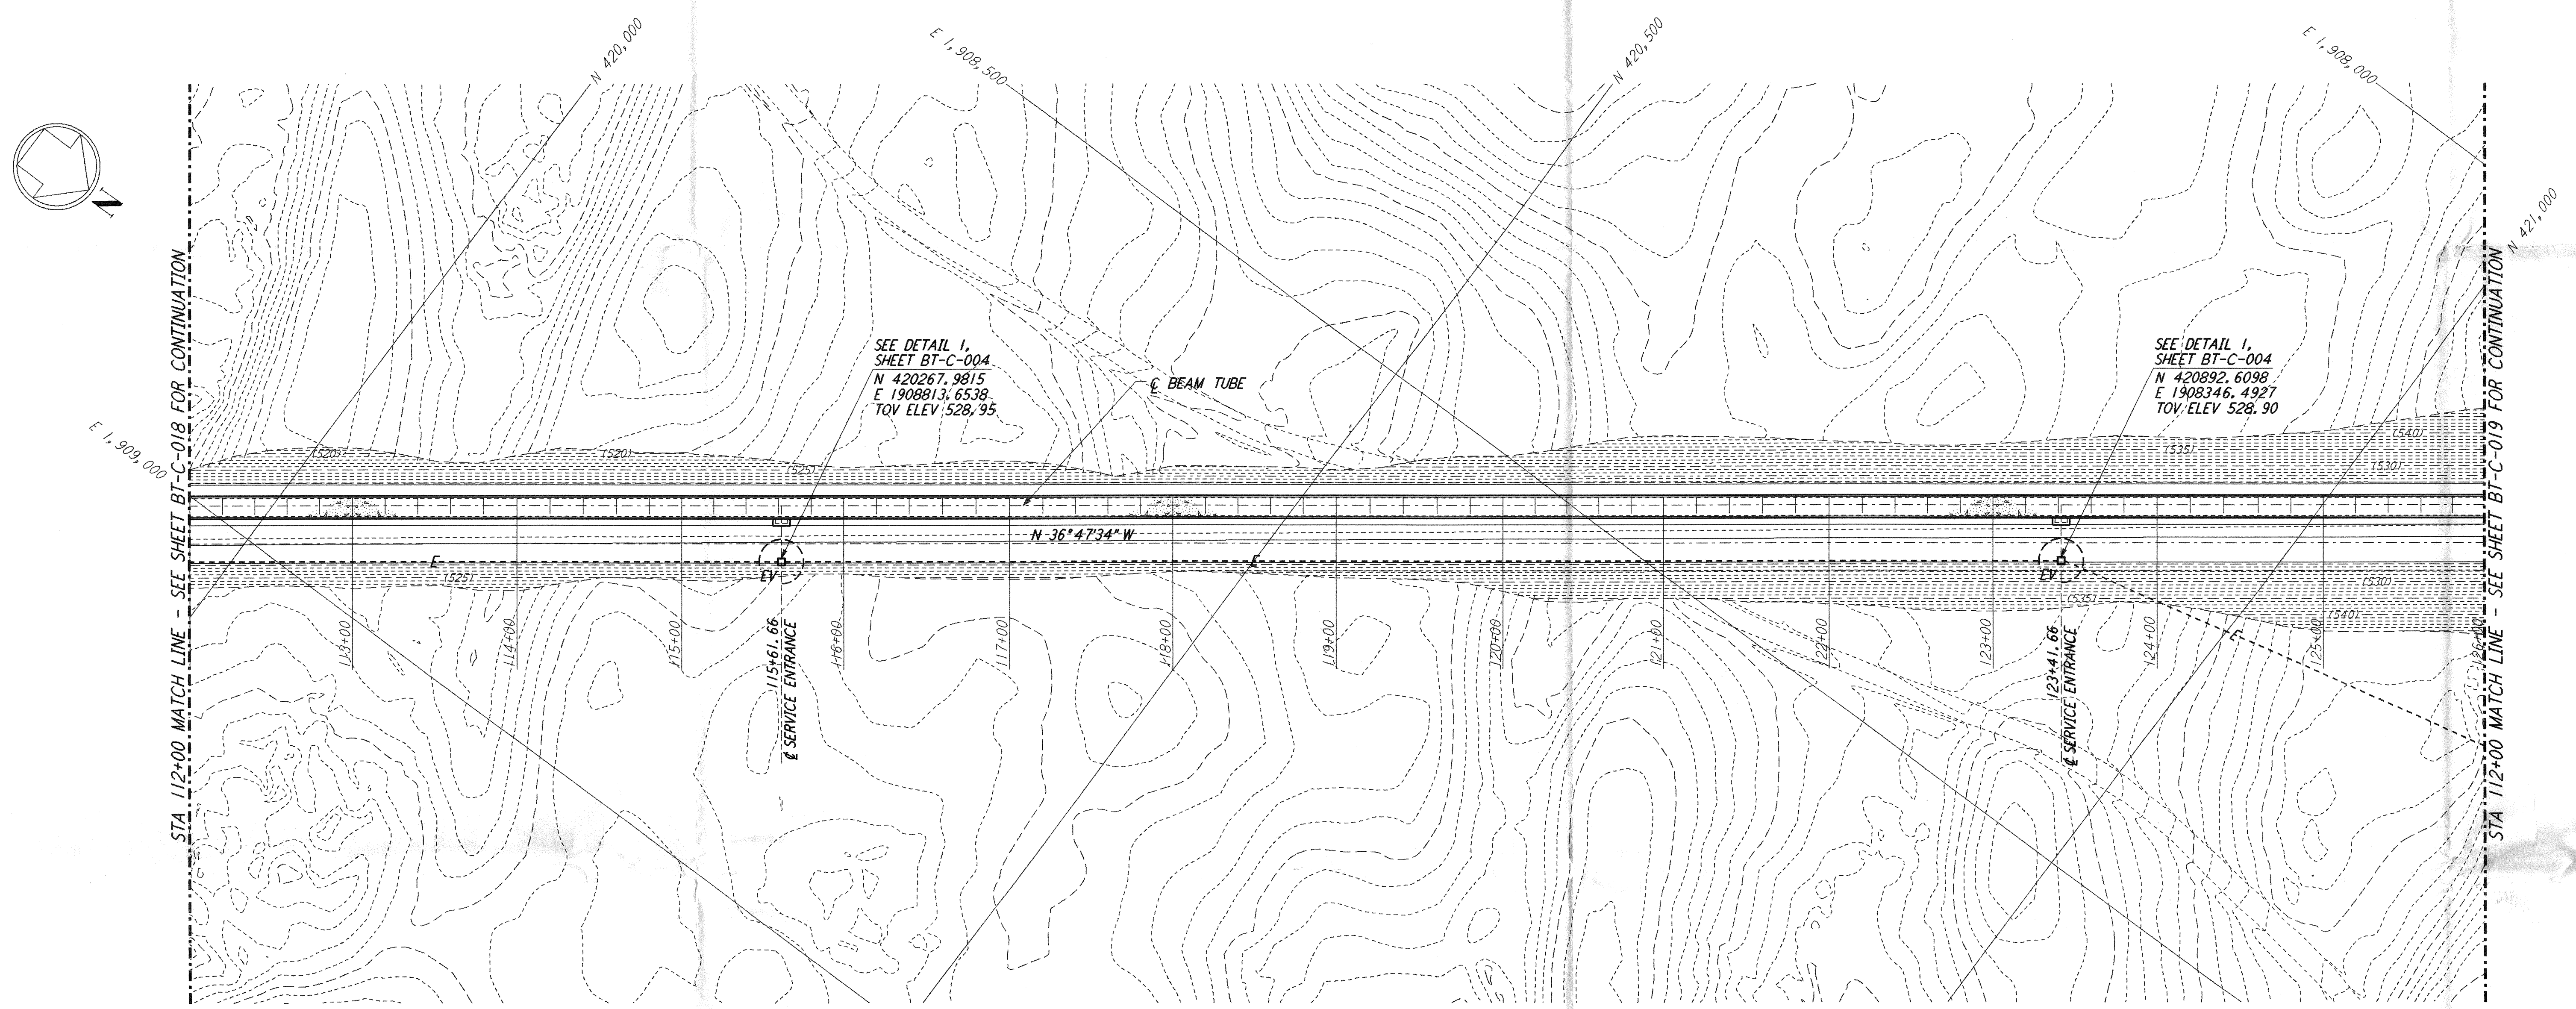 N 420,000
E 1,908,500
N 420,500
E 1,908,000
N 421,000
N
E 1,909,000
STA 112+00 MATCH LINE - SEE SHEET BT-C-018 FOR CONTINUATION
SEE DETAIL 1,
SHEET BT-C-004
N 420267.9815
E 1908813.6538
TOV ELEV 528.95
℄ BEAM TUBE
SEE DETAIL 1,
SHEET BT-C-004
N 420892.6098
E 1908346.4927
TOV ELEV 528.90
STA 112+00 MATCH LINE - SEE SHEET BT-C-019 FOR CONTINUATION
(520)
(520)
(525)
(535)
(540)
(530)
N 36°47'34" W
E
E
EV
EV
(525)
(535)
(530)
(540)
E
113+00
114+00
115+00
115+61.66
℄ SERVICE ENTRANCE
116+00
117+00
118+00
119+00
120+00
121+00
122+00
123+00
123+41.66
℄ SERVICE ENTRANCE
124+00
125+00
126+00